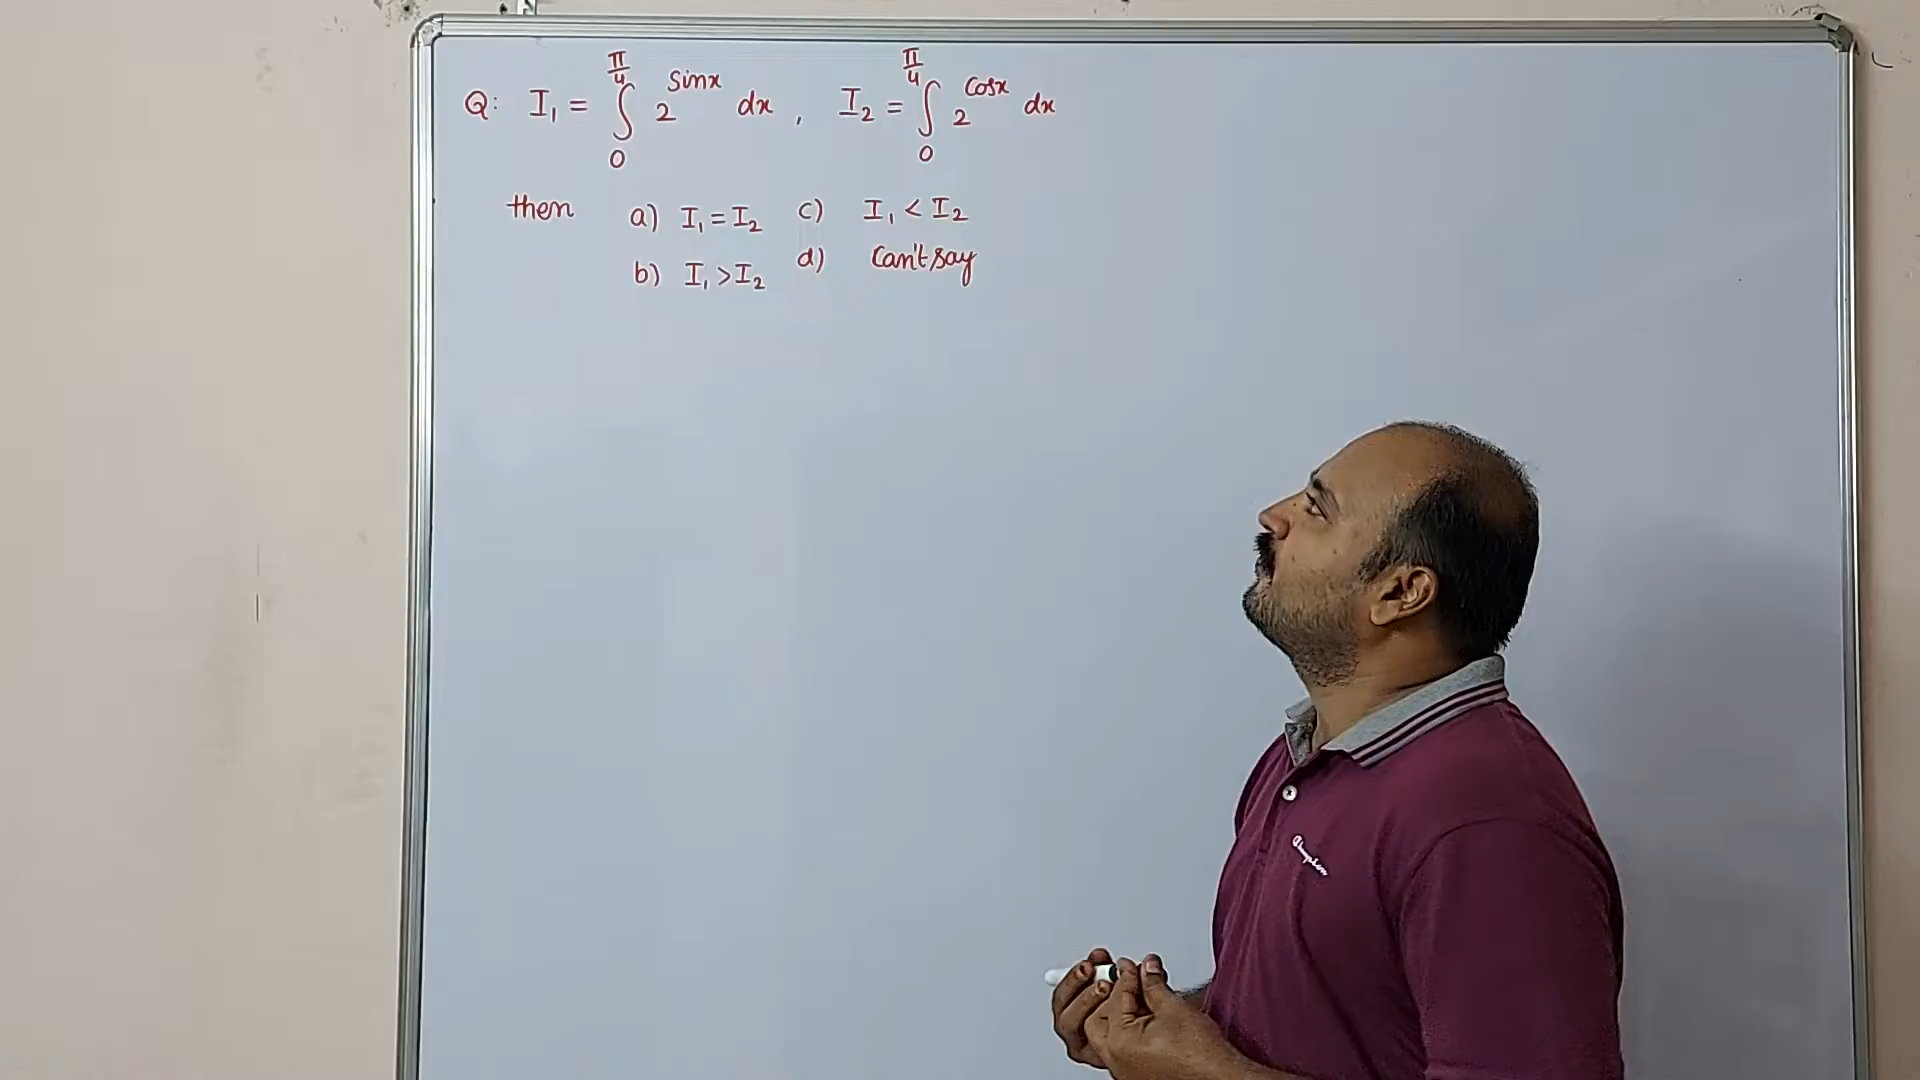 Q: I₁ = ∫₀^(π/4) 2^(Sinx) dx , I₂ = ∫₀^(π/4) 2^(Cosx) dx
then a) I₁ = I₂ c) I₁ < I₂
b) I₁ > I₂ d) Can't say
Champion